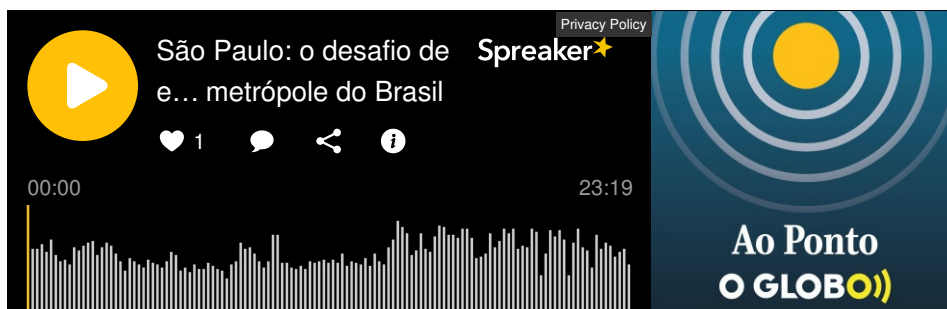 Privacy Policy
São Paulo: o desafio de
e… metrópole do Brasil
Spreaker
1
i
00:00
23:19
Ao Ponto
O GLOBO